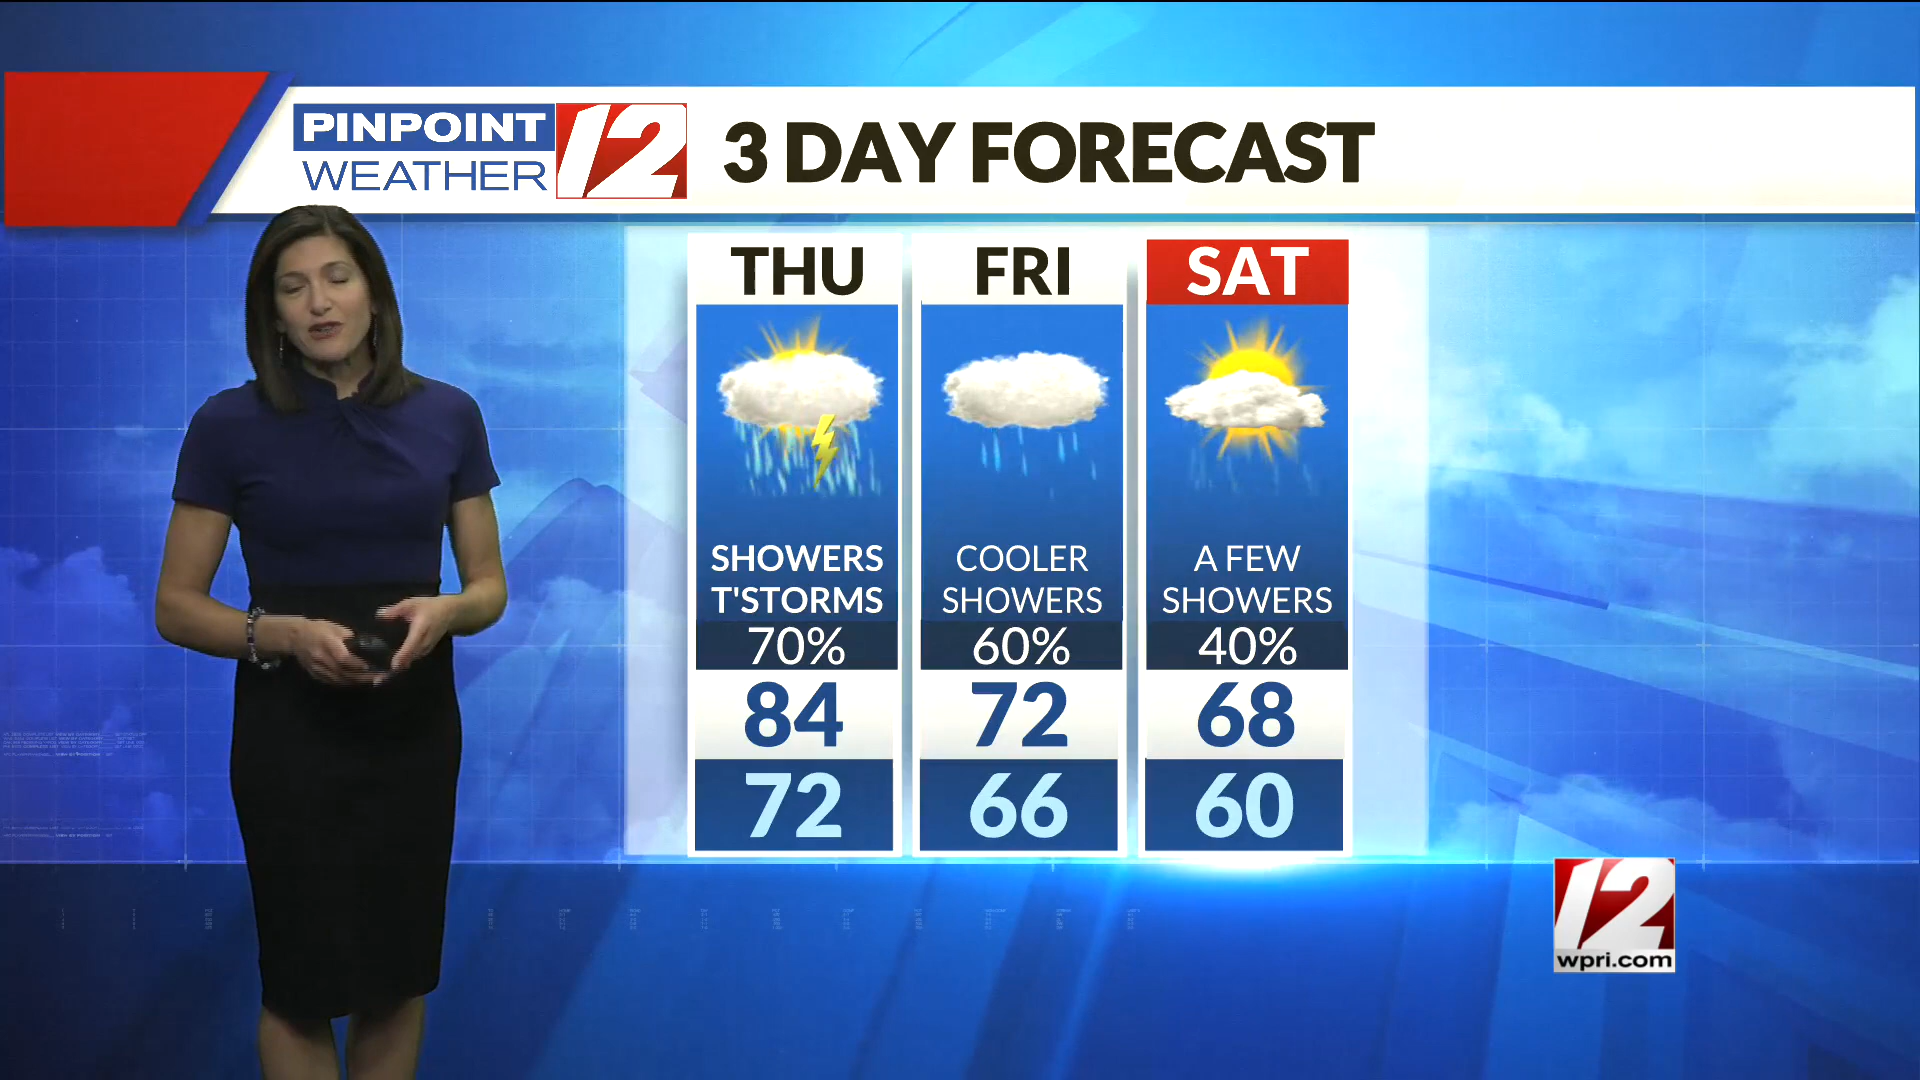 PINPOINT
WEATHER
12
3 DAY FORECAST
THU
SHOWERS
T'STORMS
70%
84
72
FRI
COOLER
SHOWERS
60%
72
66
SAT
A FEW
SHOWERS
40%
68
60
12
wpri.com